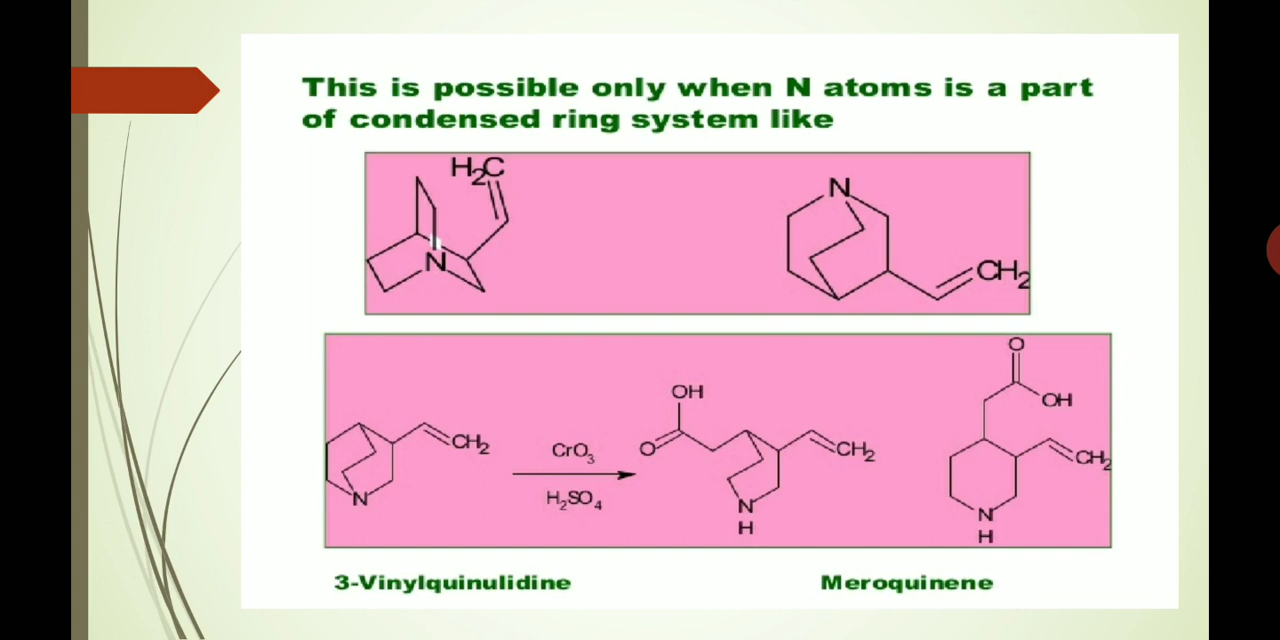 This is possible only when N atoms is a part
of condensed ring system like
H₂C
N
N
CH₂
CH₂
N
CrO₃
H₂SO₄
OH
O
CH₂
N
H
O
OH
CH₂
N
H
3-Vinylquinulidine
Meroquinene